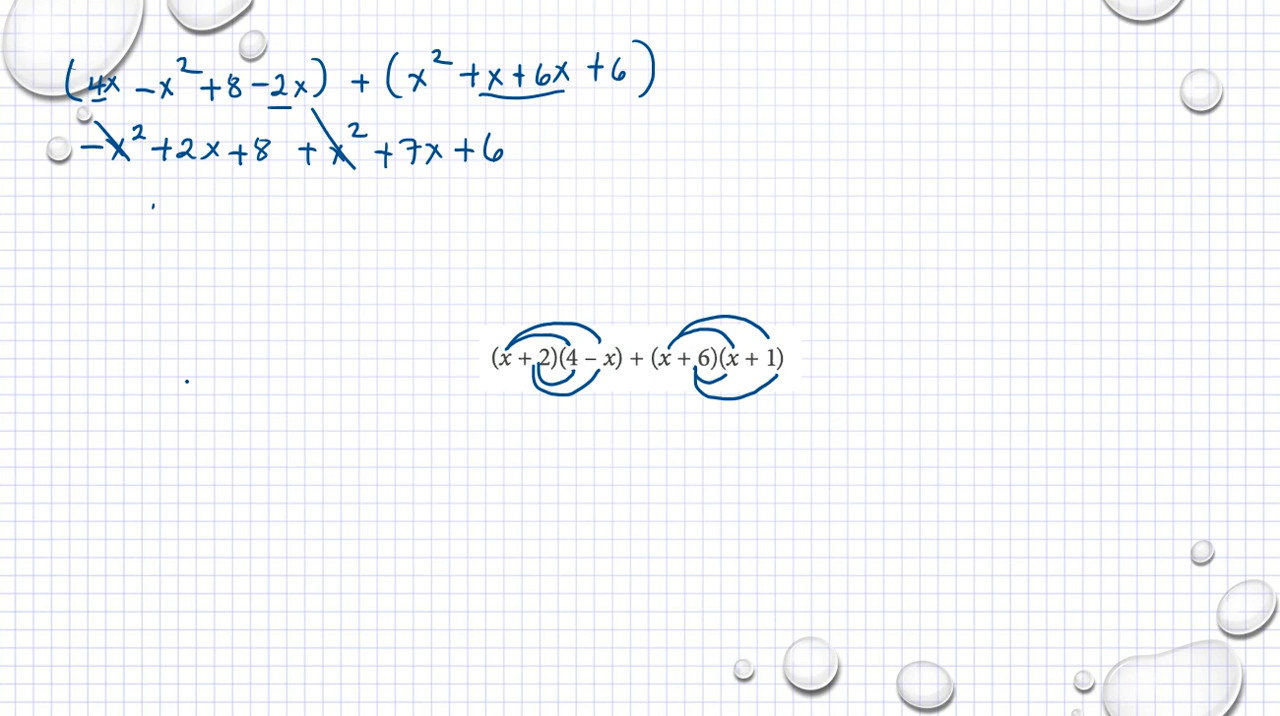 (4x − x² + 8 − 2x) + (x² + x + 6x + 6)
−x² + 2x + 8 + x² + 7x + 6
(x + 2)(4 − x) + (x + 6)(x + 1)